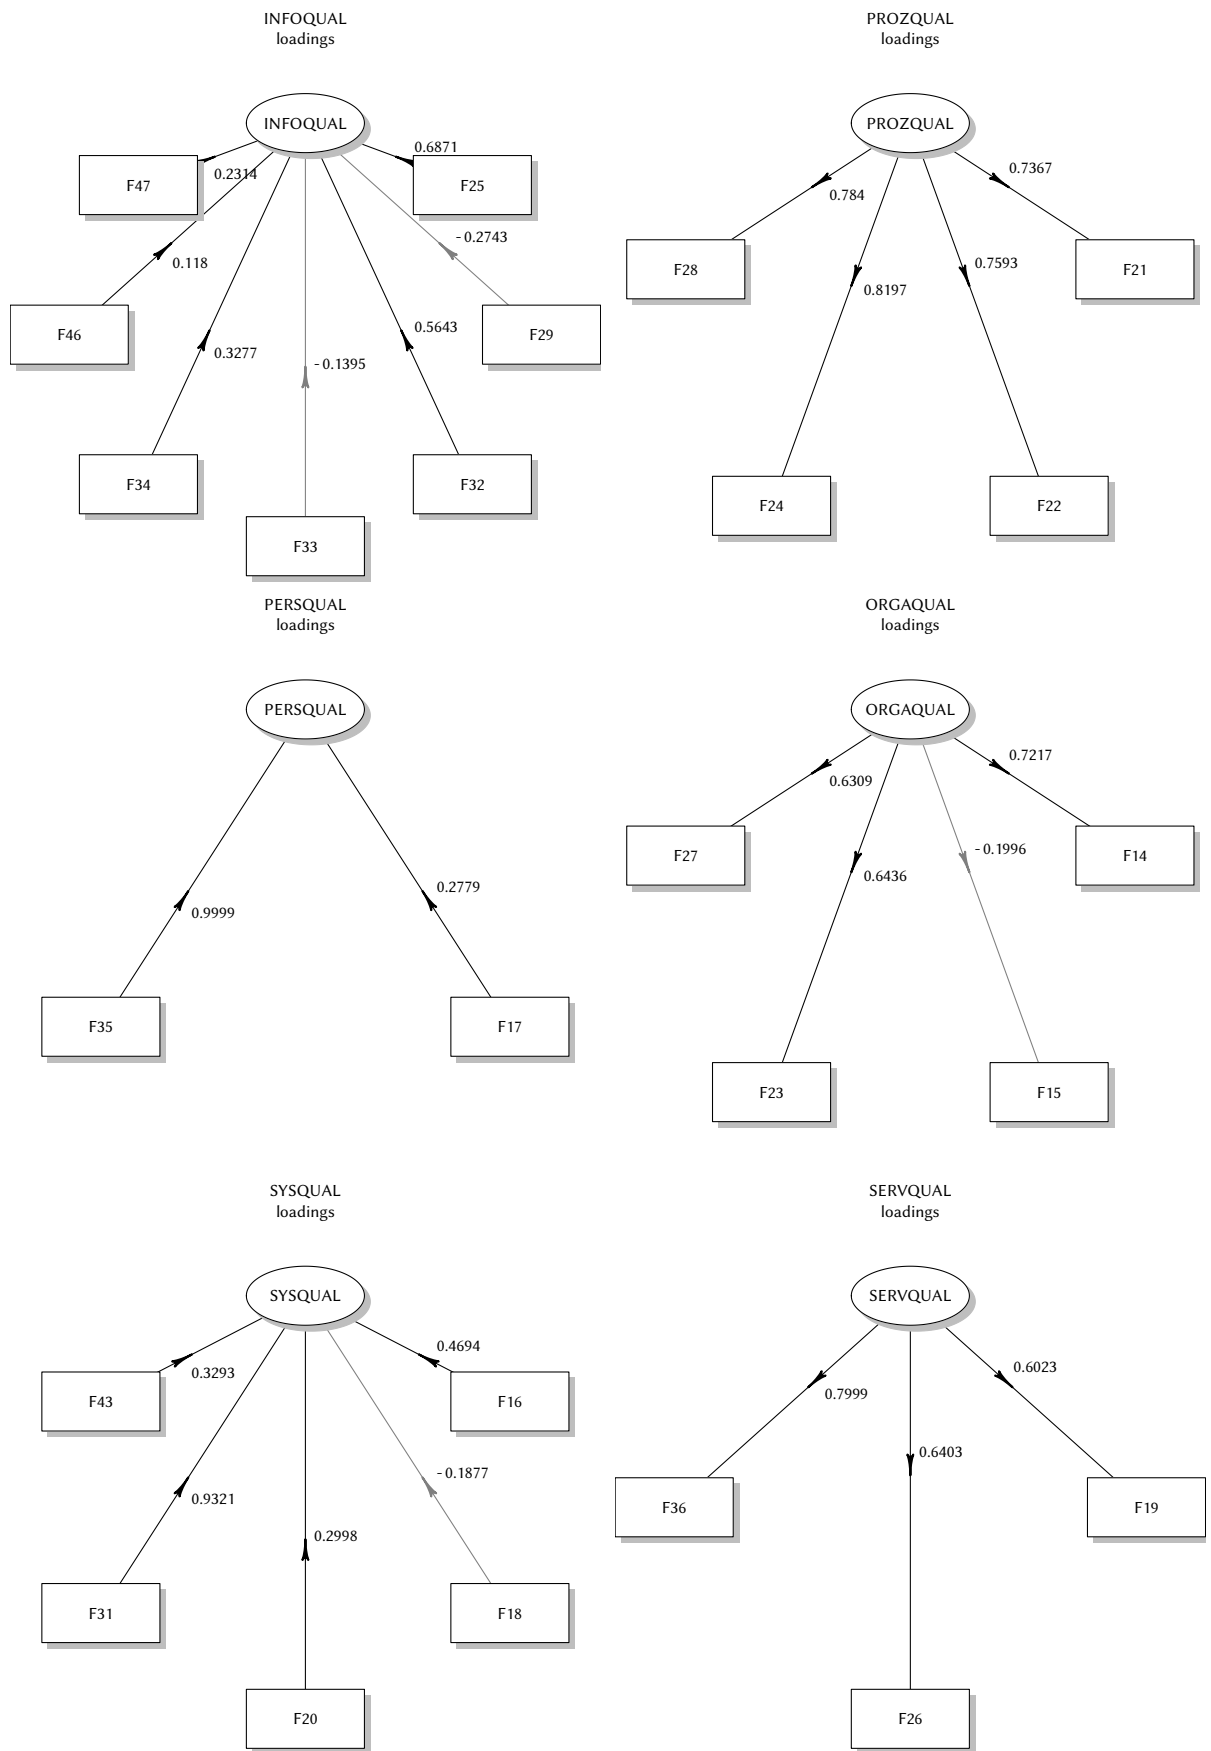 INFOQUAL
loadings
INFOQUAL
F47
0.2314
0.6871
F25
0.118
- 0.2743
F46
0.3277
- 0.1395
0.5643
F29
F34
F32
F33
PROZQUAL
loadings
PROZQUAL
0.784
0.7367
F28
0.8197
0.7593
F21
F24
F22
PERSQUAL
loadings
PERSQUAL
0.9999
0.2779
F35
F17
ORGAQUAL
loadings
ORGAQUAL
0.6309
0.7217
F27
0.6436
- 0.1996
F14
F23
F15
SYSQUAL
loadings
SYSQUAL
0.3293
0.4694
F43
F16
0.9321
- 0.1877
0.2998
F31
F18
F20
SERVQUAL
loadings
SERVQUAL
0.7999
0.6023
0.6403
F36
F19
F26